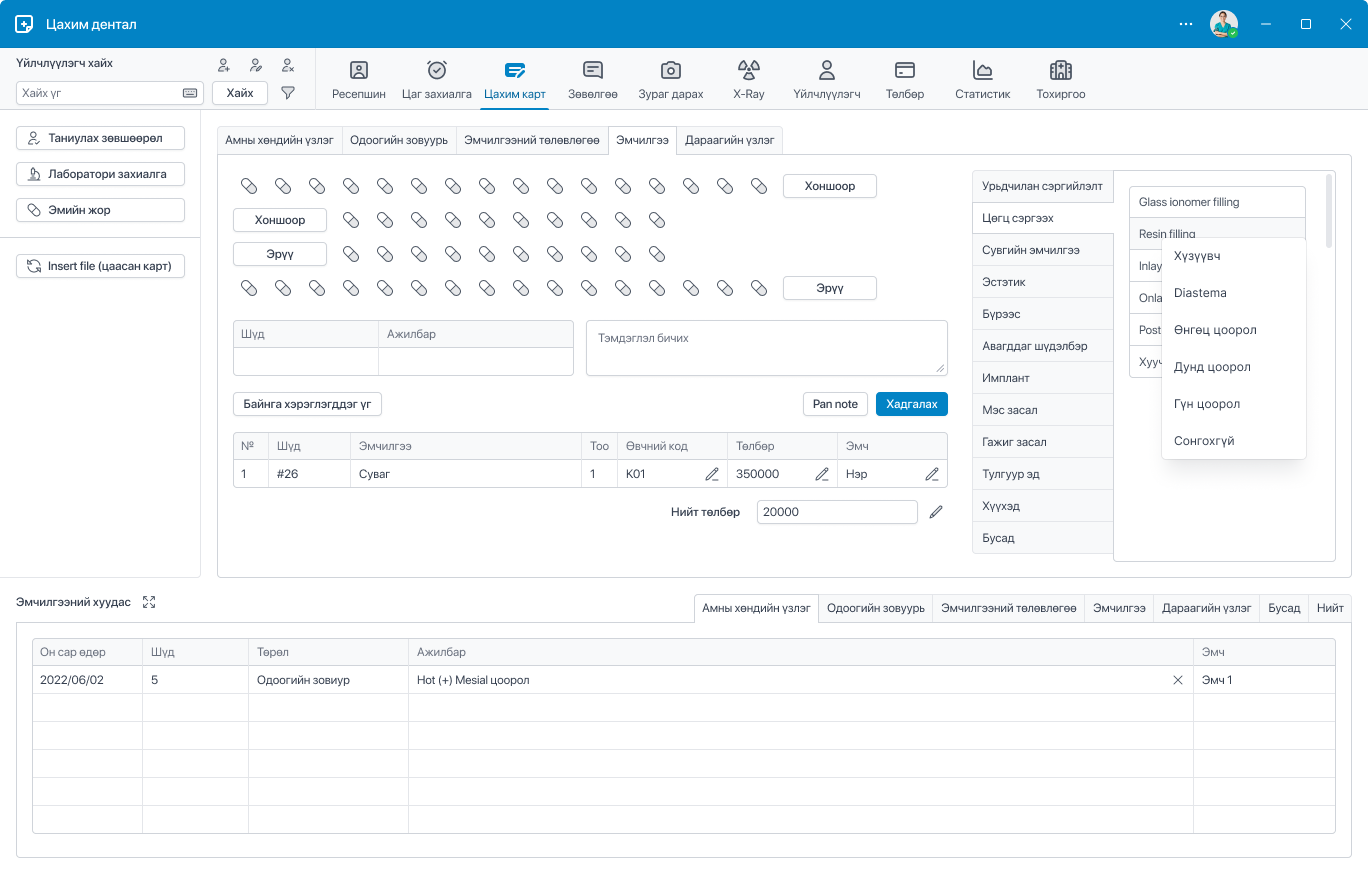 Цахим дентал
Үйлчлүүлэгч хайх
Хайх үг
Хайх
Ресепшин
Цаг захиалга
Цахим карт
Зөвөлгөө
Зураг дарах
X-Ray
Үйлчлүүлэгч
Төлбөр
Статистик
Тохиргоо
Таниулах зөвшөөрөл
Лаборатори захиалга
Эмийн жор
Insert file (цаасан карт)
Амны хөндийн үзлэг
Одоогийн зовуурь
Эмчилгээний төлөвлөгөө
Эмчилгээ
Дараагийн үзлэг
Хоншоор
Хоншоор
Эрүү
Эрүү
Шүд
Ажилбар
Тэмдэглэл бичих
Байнга хэрэглэгддэг үг
Pan note
Хадгалах
№ Шүд Эмчилгээ Тоо Өвчний код Төлбөр Эмч
1 #26 Суваг 1 K01 350000 Нэр
Нийт төлбөр 20000
Урьдчилан сэргийлэлт
Цөгц сэргээх
Сувгийн эмчилгээ
Эстэтик
Бүрээс
Авагддаг шүдэлбэр
Имплант
Мэс засал
Гажиг засал
Тулгуур эд
Хүүхэд
Бусад
Glass ionomer filling
Resin filling
Inlay
Onla
Post
Хууч
Хүзүүвч
Diastema
Өнгөц цоорол
Дунд цоорол
Гүн цоорол
Сонгохгүй
Эмчилгээний хуудас
Амны хөндийн үзлэг
Одоогийн зовуурь
Эмчилгээний төлөвлөгөө
Эмчилгээ
Дараагийн үзлэг
Бусад
Нийт
Он сар өдөр Шүд Төрөл Ажилбар Эмч
2022/06/02 5 Одоогийн зовиур Hot (+) Mesial цоорол Эмч 1